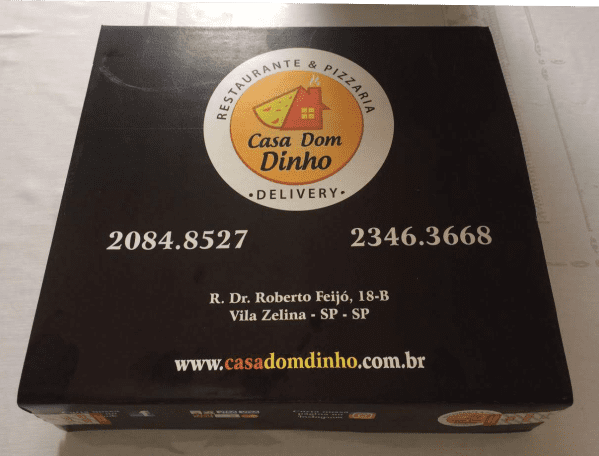 RESTAURANTE & PIZZARIA
Casa Dom
Dinho
•DELIVERY•
2084.8527 2346.3668
R. Dr. Roberto Feijó, 18-B
Vila Zelina - SP - SP
www.casadomdinho.com.br